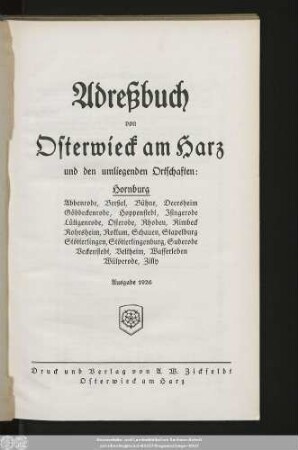 Adreßbuch
von
Osterwieck am Harz
und den umliegenden Ortschaften:
Hornburg
Abbenrode, Berßel, Bühne, Deersheim
Göddeckenrode, Hoppenstedt, Isingerode
Lüttgenrode, Osterode, Rhoden, Rimbeck
Rohrsheim, Roklum, Schauen, Stapelburg
Stötterlingen, Stötterlingenburg, Suderode
Veckenstedt, Veltheim, Wasserleben
Wülperode, Zilly
Ausgabe 1926
Druck und Verlag von A. W. Zickfeldt
Osterwieck am Harz